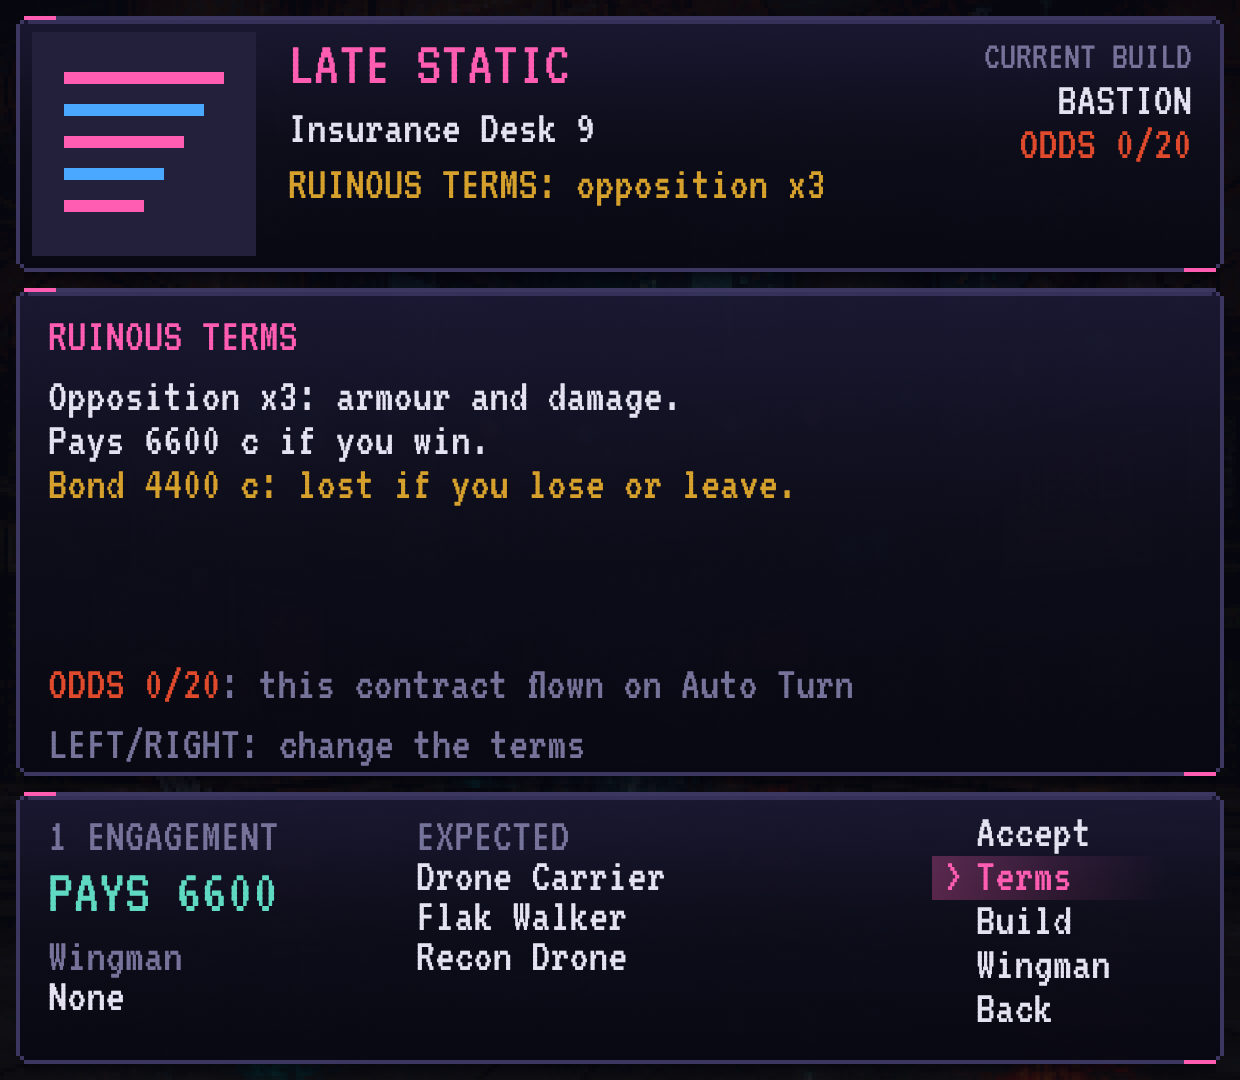 LATE STATIC
Insurance Desk 9
RUINOUS TERMS: opposition x3
CURRENT BUILD
BASTION
ODDS 0/20
RUINOUS TERMS
Opposition x3: armour and damage.
Pays 6600 c if you win.
Bond 4400 c: lost if you lose or leave.
ODDS 0/20: this contract flown on Auto Turn
LEFT/RIGHT: change the terms
1 ENGAGEMENT
PAYS 6600
Wingman
None
EXPECTED
Drone Carrier
Flak Walker
Recon Drone
Accept
> Terms
Build
Wingman
Back